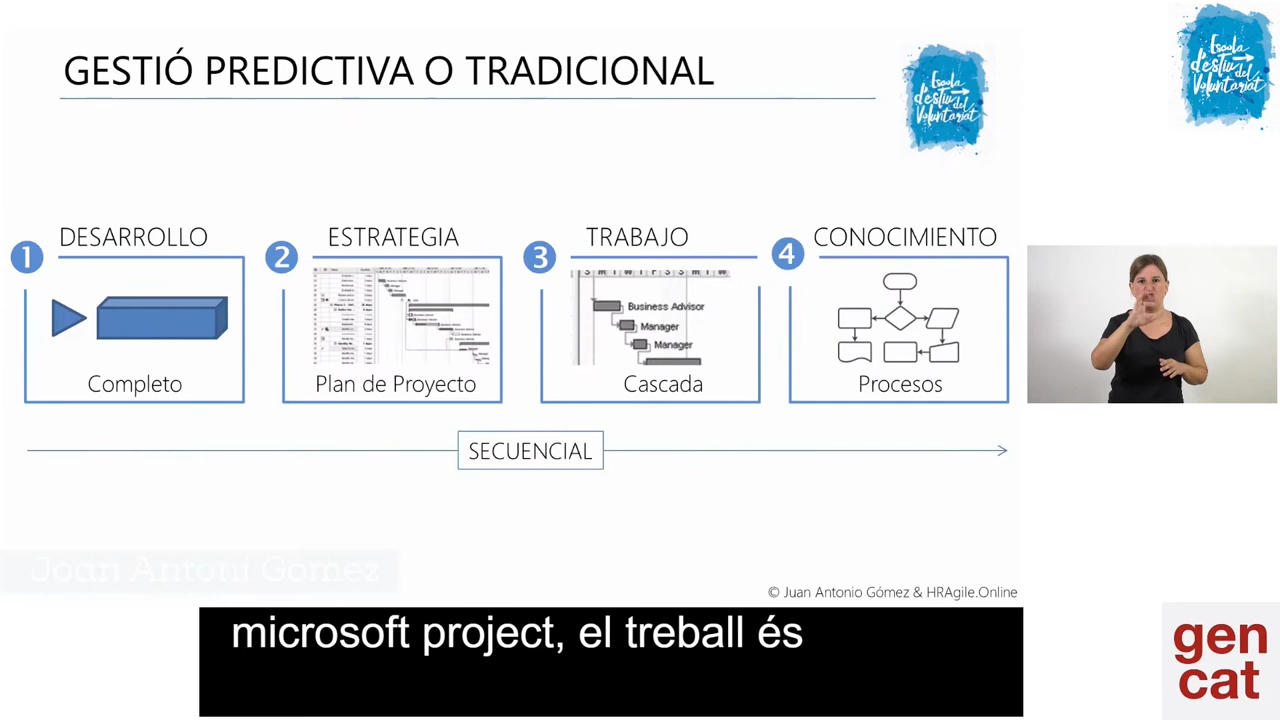 GESTIÓ PREDICTIVA O TRADICIONAL
Escola
d'estiu
del
Voluntariat
Escola
d'estiu
del
Voluntariat
1
DESARROLLO
Completo
2
ESTRATEGIA
Plan de Proyecto
3
TRABAJO
S M T W T F S S M T W
Business Advisor
Manager
Manager
Cascada
4
CONOCIMIENTO
Procesos
SECUENCIAL
Joan Antoni Gómez
© Juan Antonio Gómez & HRAgile.Online
microsoft project, el treball és
gen
cat